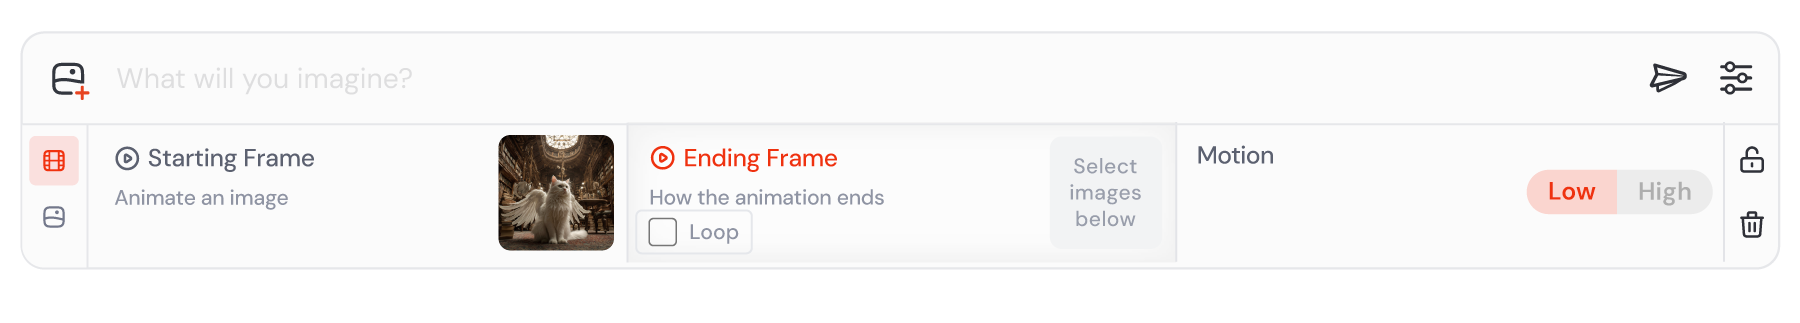 What will you imagine?
Starting Frame
Animate an image
Ending Frame
How the animation ends
Loop
Select
images
below
Motion
Low High